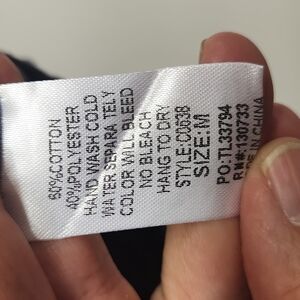 60%COTTON
40%POLYESTER
HAND WASH COLD
WATER SEPARA TELY
COLOR WILL BLEED
NO BLEACH
HANG TO DRY
STYLE:C0638
SIZE:M
PO#TL33794
RN#:130733
IN CHINA